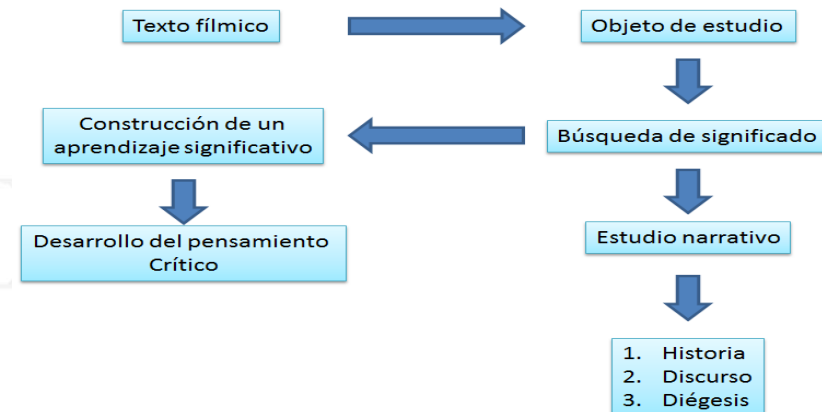 Texto fílmico
Objeto de estudio
Construcción de un
aprendizaje significativo
Búsqueda de significado
Desarrollo del pensamiento
Crítico
Estudio narrativo
1. Historia
2. Discurso
3. Diégesis